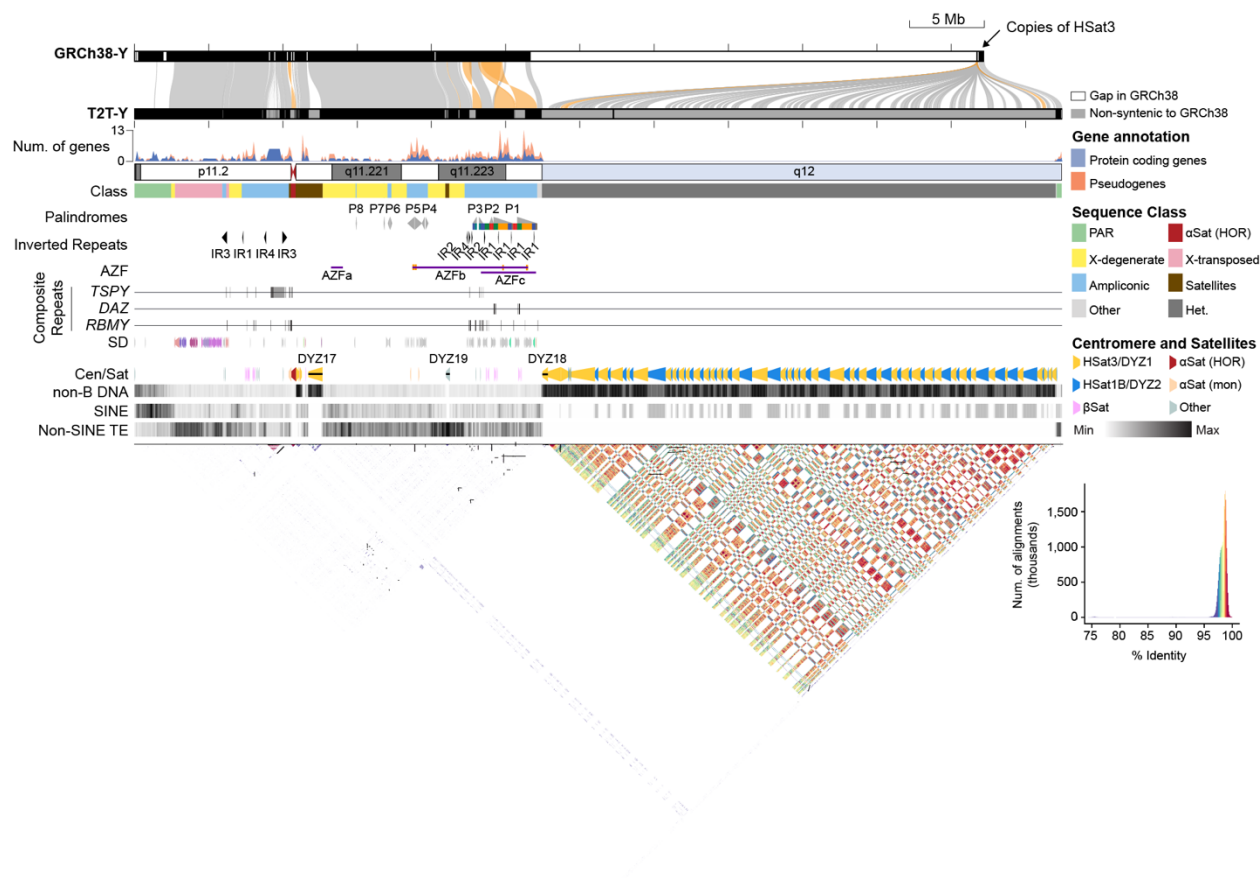 5 Mb
Copies of HSat3
GRCh38-Y
T2T-Y
Gap in GRCh38
Non-syntenic to GRCh38
13
Num. of genes
0
Gene annotation
Protein coding genes
Pseudogenes
p11.2
q11.221
q11.223
q12
Class
Sequence Class
PAR
αSat (HOR)
X-degenerate
X-transposed
Ampliconic
Satellites
Other
Het.
Palindromes
P8
P7
P6
P5
P4
P3
P2
P1
Inverted Repeats
IR3
IR1
IR4
IR3
IR2
IR4
IR2
IR1
IR1
IR1
IR1
AZF
AZFa
AZFb
AZFc
Composite
Repeats
TSPY
DAZ
RBMY
SD
DYZ17
DYZ19
DYZ18
Cen/Sat
non-B DNA
SINE
Non-SINE TE
Centromere and Satellites
HSat3/DYZ1
αSat (HOR)
HSat1B/DYZ2
αSat (mon)
βSat
Other
Min
Max
Num. of alignments
(thousands)
1,500
1,000
500
0
75
80
85
90
95
100
% Identity